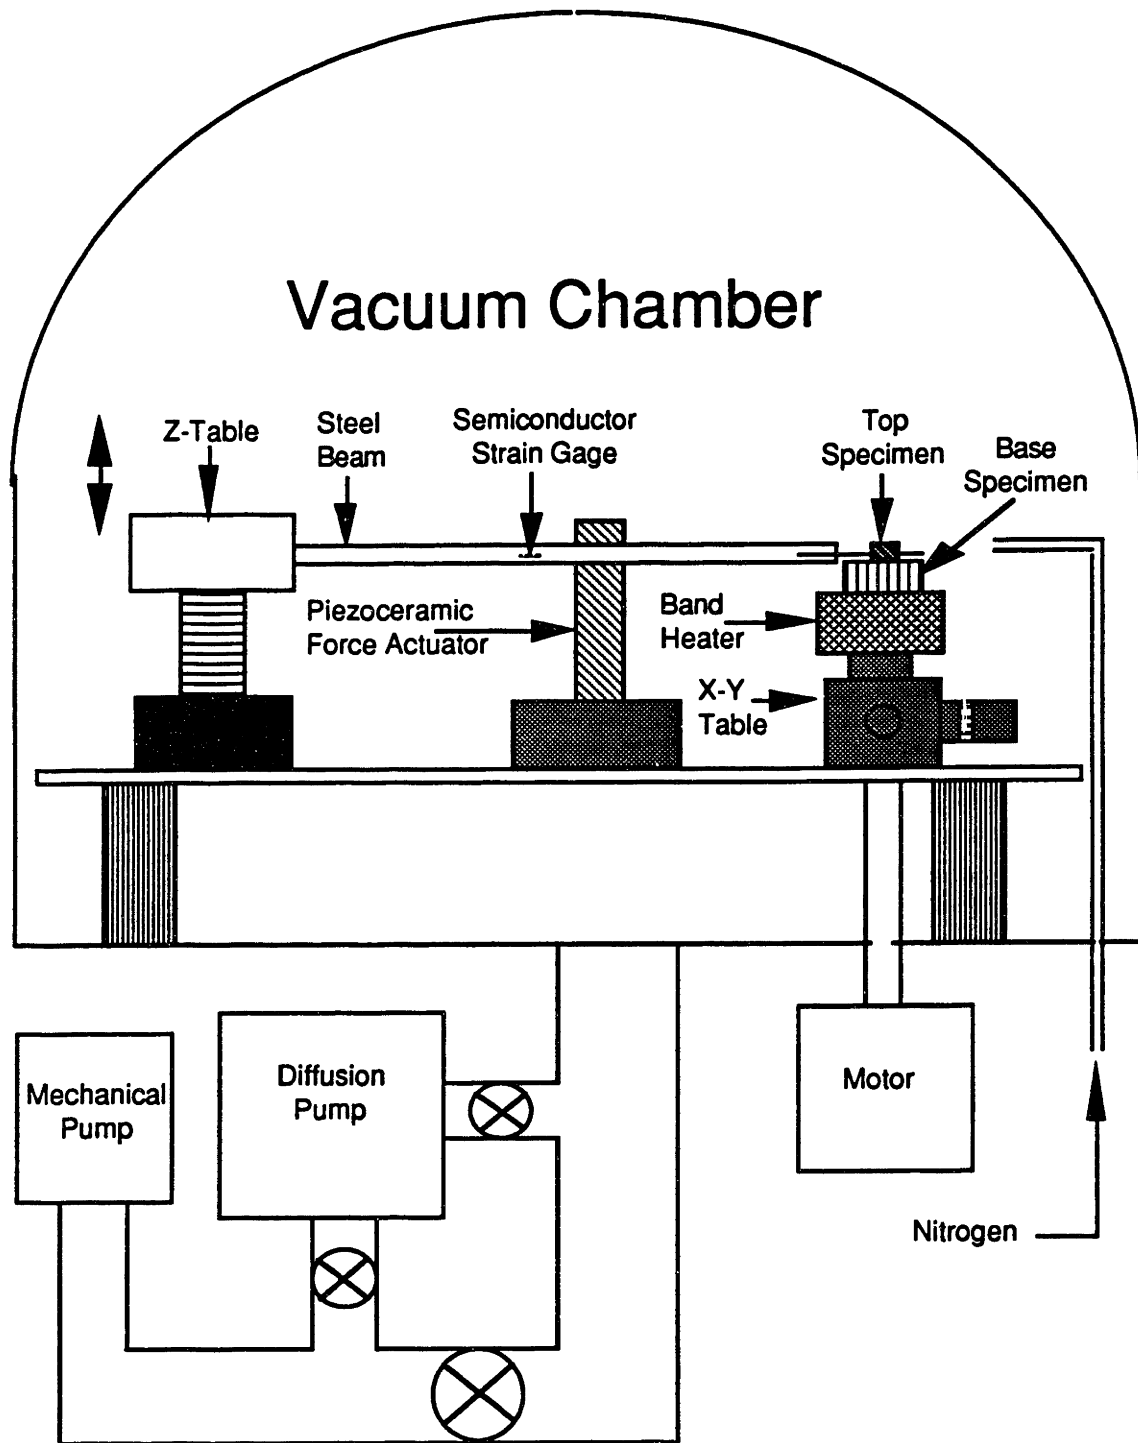 Vacuum Chamber
Z-Table
Steel
Beam
Semiconductor
Strain Gage
Top
Specimen
Base
Specimen
Piezoceramic
Force Actuator
Band
Heater
X-Y
Table
Mechanical
Pump
Diffusion
Pump
Motor
Nitrogen